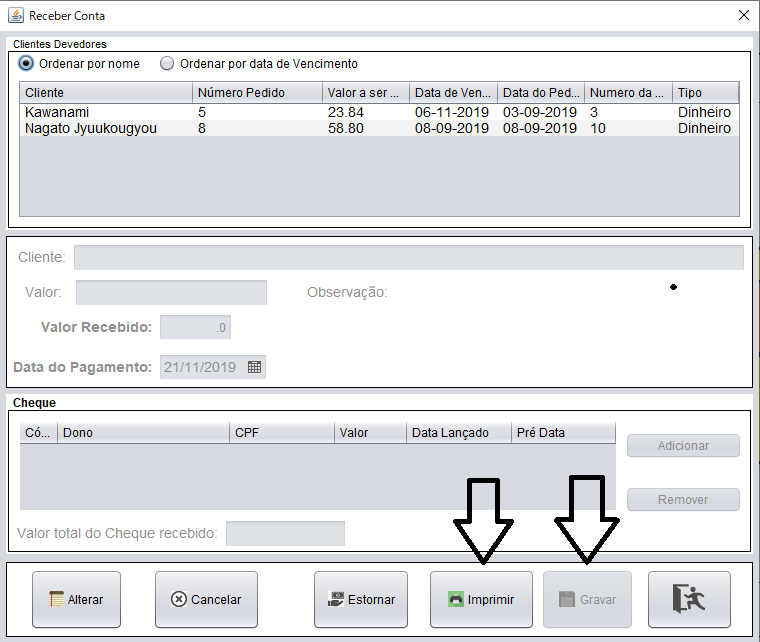 Receber Conta
Clientes Devedores
Ordenar por nome Ordenar por data de Vencimento
Cliente Número Pedido Valor a ser ... Data de Ven... Data do Ped... Numero da ... Tipo
Kawanami 5 23.84 06-11-2019 03-09-2019 3 Dinheiro
Nagato Jyuukougyou 8 58.80 08-09-2019 08-09-2019 10 Dinheiro
Cliente:
Valor: Observação:
Valor Recebido: .0
Data do Pagamento: 21/11/2019
Cheque
Có... Dono CPF Valor Data Lançado Pré Data
Adicionar
Remover
Valor total do Cheque recebido:
Alterar Cancelar Estornar Imprimir Gravar